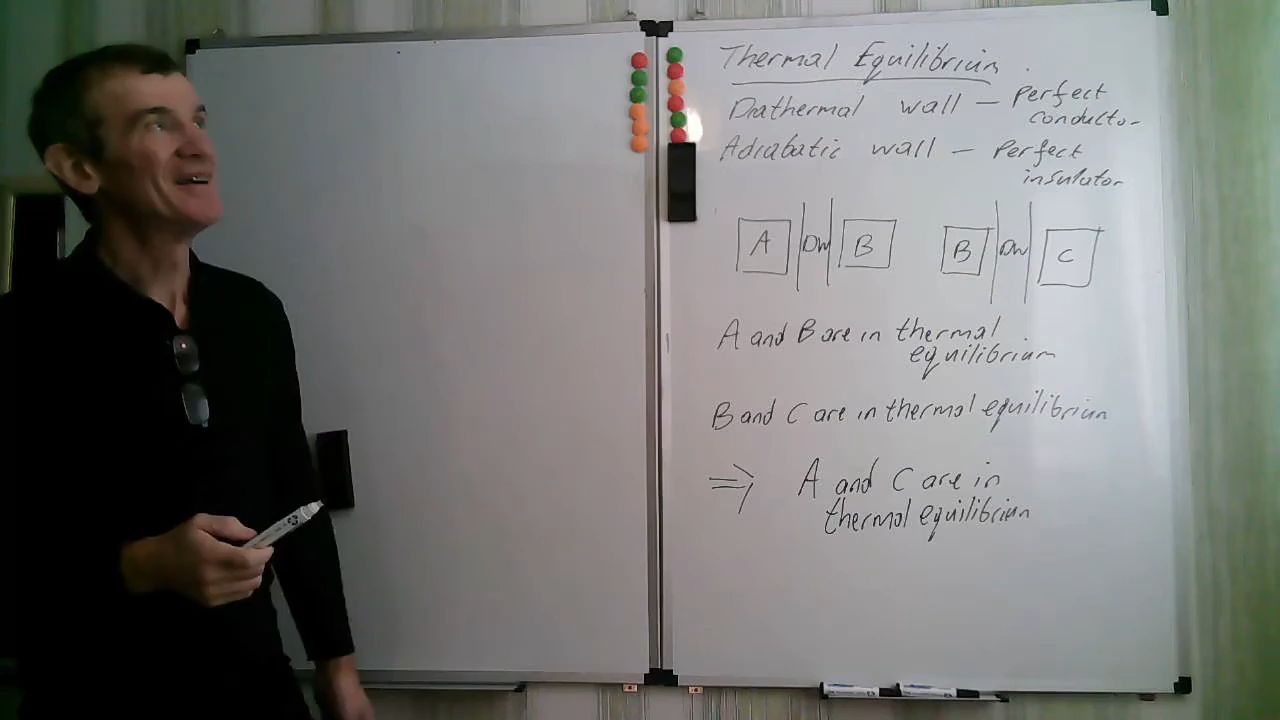 Thermal Equilibrium
Diathermal wall – perfect
conductor
Adiabatic wall – perfect
insulator
A DW B B DW C
A and B are in thermal
equilibrium
B and C are in thermal equilibrium
⇒ A and C are in
thermal equilibrium